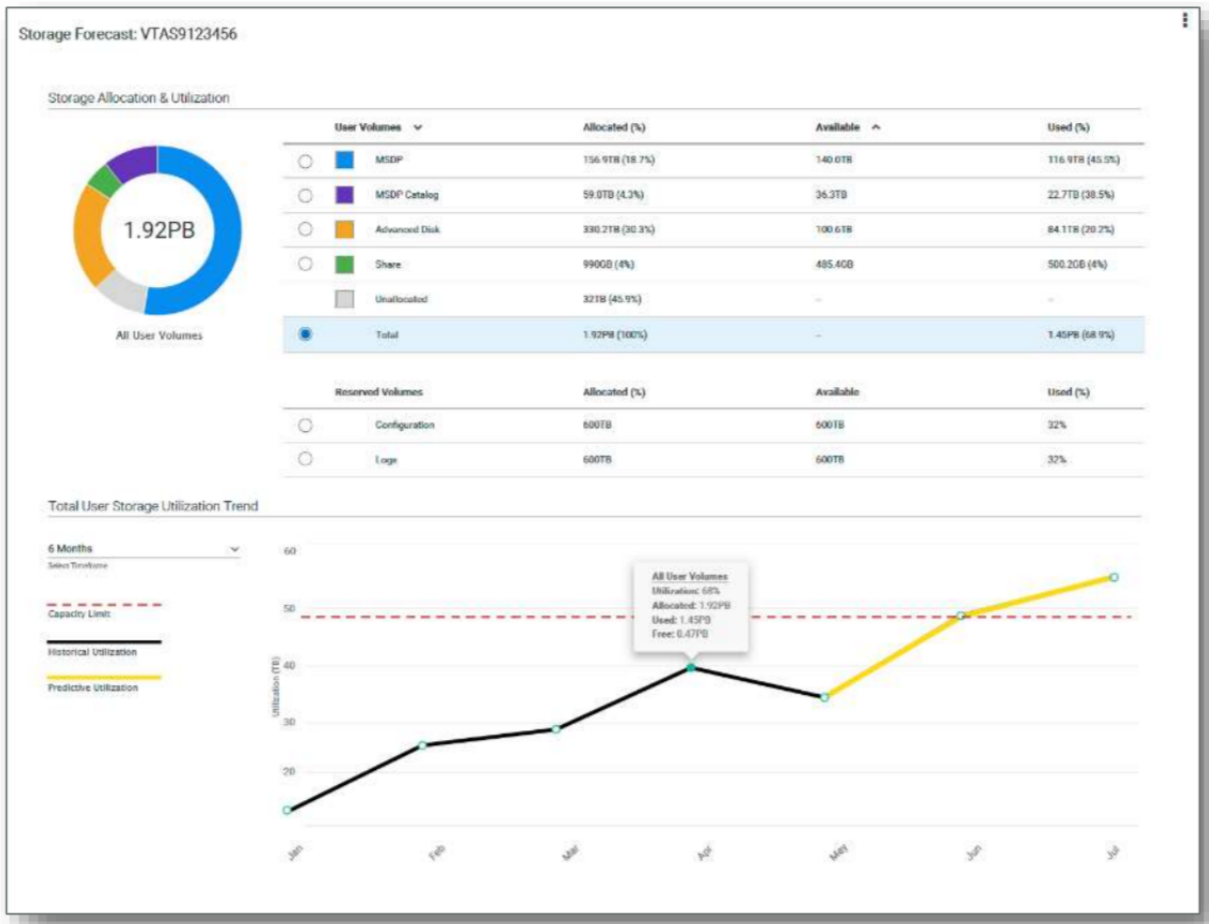 Storage Forecast: VTAS9123456
Storage Allocation & Utilization
User Volumes Allocated (%) Available Used (%)
MSDP 156.9TB (18.7%) 140.0TB 116.9TB (45.5%)
MSDP Catalog 59.0TB (4.3%) 36.3TB 22.7TB (38.5%)
Advanced Disk 330.2TB (30.3%) 100.6TB 84.1TB (20.2%)
Share 990GB (4%) 485.4GB 500.2GB (4%)
Unallocated 32TB (45.9%) – –
Total 1.92PB (100%) – 1.45PB (68.9%)
1.92PB
All User Volumes
Reserved Volumes Allocated (%) Available Used (%)
Configuration 600TB 600TB 32%
Logs 600TB 600TB 32%
Total User Storage Utilization Trend
6 Months
Select Timeframe
Capacity Limit
Historical Utilization
Predictive Utilization
Utilization (TB)
60
50
40
30
20
All User Volumes
Utilization: 68%
Allocated: 1.92PB
Used: 1.45PB
Free: 0.47PB
Jan Feb Mar Apr May Jun Jul